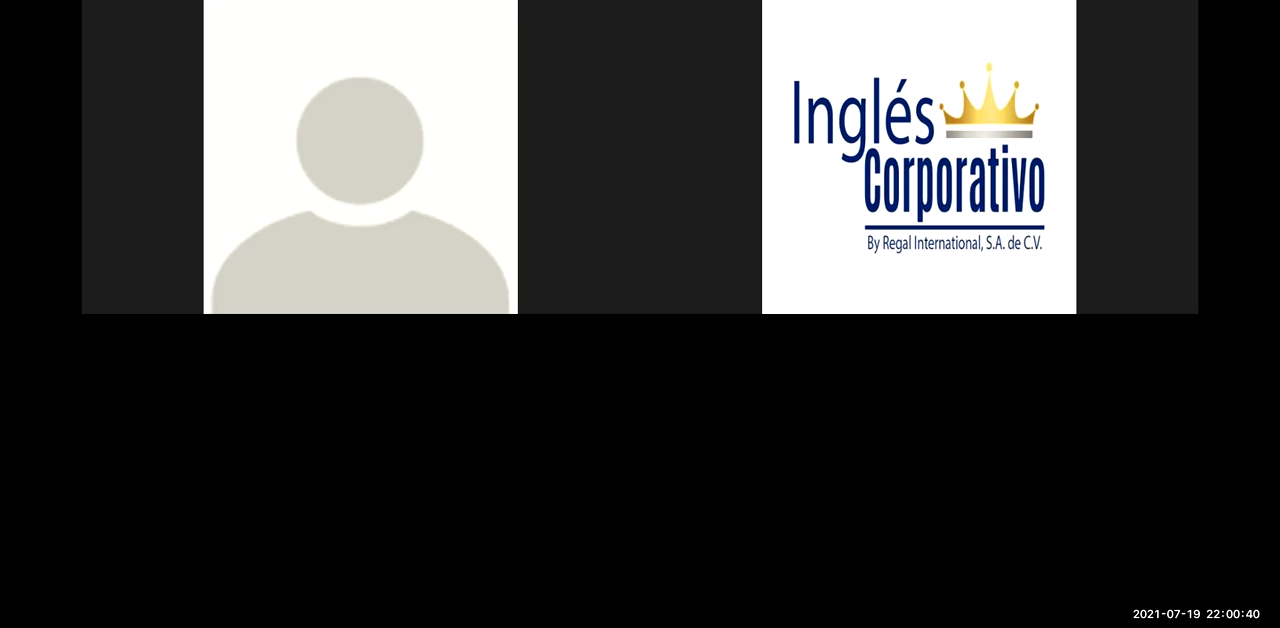 Inglés
Corporativo
By Regal International, S.A. de C.V.
2021-07-19 22:00:40